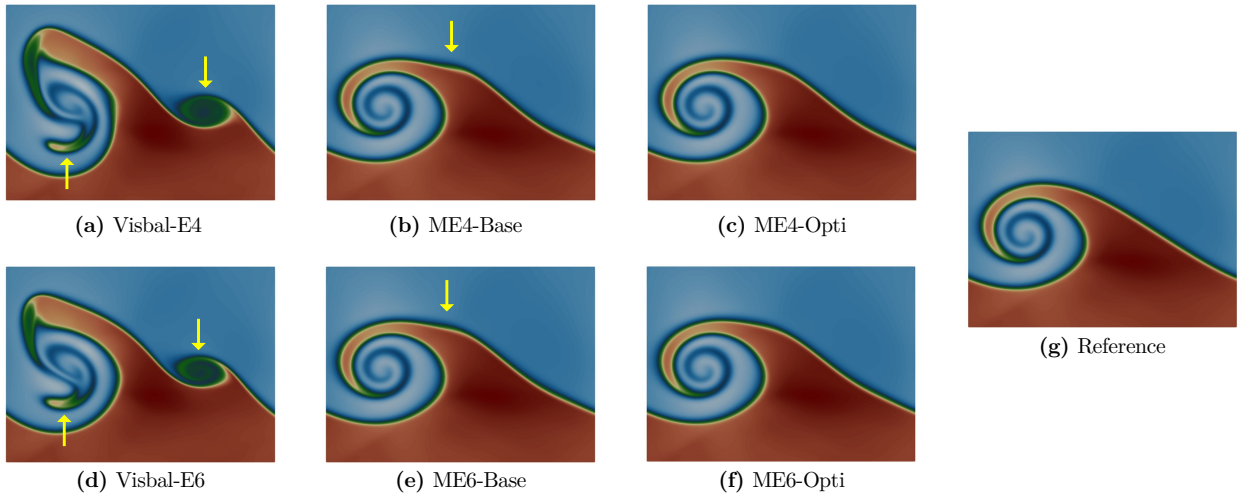 (a) Visbal-E4
(b) ME4-Base
(c) ME4-Opti
(d) Visbal-E6
(e) ME6-Base
(f) ME6-Opti
(g) Reference